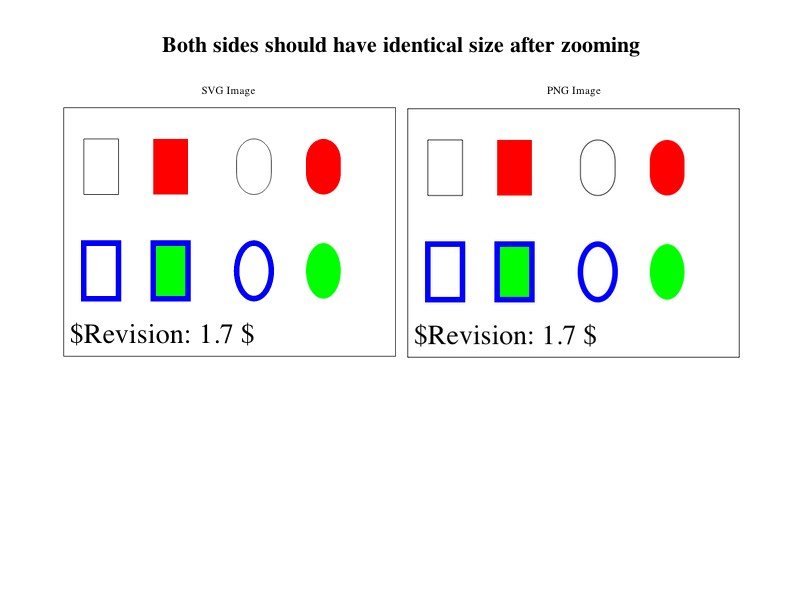 Both sides should have identical size after zooming
SVG Image
PNG Image
$Revision: 1.7 $
$Revision: 1.7 $